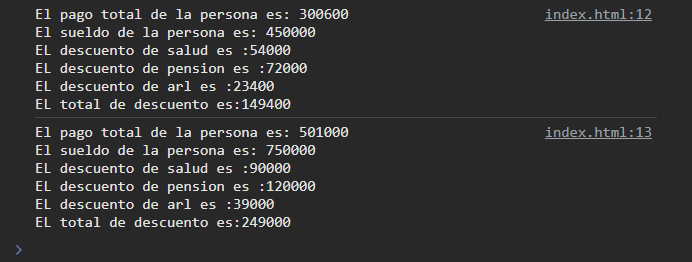 El pago total de la persona es: 300600 index.html:12
El sueldo de la persona es: 450000
EL descuento de salud es :54000
EL descuento de pension es :72000
EL descuento de arl es :23400
EL total de descuento es:149400
El pago total de la persona es: 501000 index.html:13
El sueldo de la persona es: 750000
EL descuento de salud es :90000
EL descuento de pension es :120000
EL descuento de arl es :39000
EL total de descuento es:249000
>